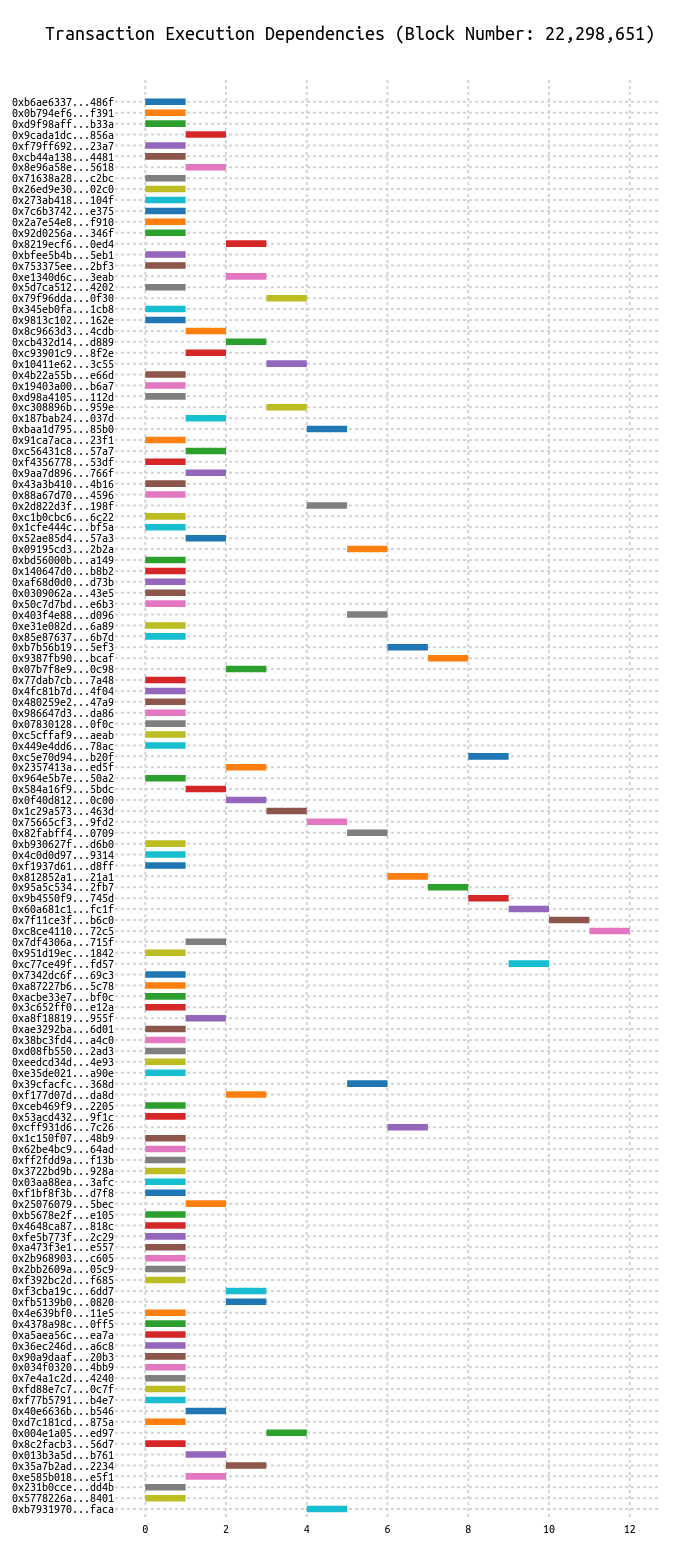 Transaction Execution Dependencies (Block Number: 22,298,651)
0xb6ae6337...486f
0x0b794ef6...f391
0xd9f98aff...b33a
0x9cada1dc...856a
0xf79ff692...23a7
0xcb44a138...4481
0x8e96a58e...5618
0x71638a28...c2bc
0x26ed9e30...02c0
0x273ab418...104f
0x7c6b3742...e375
0x2a7e54e8...f910
0x92d0256a...346f
0x8219ecf6...0ed4
0xbfee5b4b...5eb1
0x753375ee...2bf3
0xe1340d6c...3eab
0x5d7ca512...4202
0x79f96dda...0f30
0x345eb0fa...1cb8
0x9813c102...162e
0x8c9663d3...4cdb
0xcb432d14...d889
0xc93901c9...8f2e
0x10411e62...3c55
0x4b22a55b...e66d
0x19403a00...b6a7
0xd98a4105...112d
0xc308896b...959e
0x187bab24...037d
0xbaa1d795...85b0
0x91ca7aca...23f1
0xc56431c8...57a7
0xf4356778...53df
0x9aa7d896...766f
0x43a3b410...4b16
0x88a67d70...4596
0x2d822d3f...198f
0xc1b0cbc6...6c22
0x1cfe444c...bf5a
0x52ae85d4...57a3
0x09195cd3...2b2a
0xbd56000b...a149
0x140647d0...b8b2
0xaf68d0d0...d73b
0x0309062a...43e5
0x50c7d7bd...e6b3
0x403f4e88...d096
0xe31e082d...6a89
0x85e87637...6b7d
0xb7b56b19...5ef3
0x9387fb90...bcaf
0x07b7f8e9...0c98
0x77dab7cb...7a48
0x4fc81b7d...4f04
0x480259e2...47a9
0x986647d3...da86
0x07830128...0f0c
0xc5cffaf9...aeab
0x449e4dd6...78ac
0xc5e70d94...b20f
0x2357413a...ed5f
0x964e5b7e...50a2
0x584a16f9...5bdc
0x0f40d812...0c00
0x1c29a573...463d
0x75665cf3...9fd2
0x82fabff4...0709
0xb930627f...d6b0
0x4c0d0d97...9314
0xf1937d61...d8ff
0x812852a1...21a1
0x95a5c534...2fb7
0x9b4550f9...745d
0x60a681c1...fc1f
0x7f11ce3f...b6c0
0xc8ce4110...72c5
0x7df4306a...715f
0x951d19ec...1842
0xc77ce49f...fd57
0x7342dc6f...69c3
0xa87227b6...5c78
0xacbe33e7...bf0c
0x3c652ff0...e12a
0xa8f18819...955f
0xae3292ba...6d01
0x38bc3fd4...a4c0
0xd08fb550...2ad3
0xeedcd34d...4e93
0xe35de021...a90e
0x39cfacfc...368d
0xf177d07d...da8d
0xceb469f9...2205
0x53acd432...9f1c
0xcff931d6...7c26
0x1c150f07...48b9
0x62be4bc9...64ad
0xff2fdd9a...f13b
0x3722bd9b...928a
0x03aa88ea...3afc
0xf1bf8f3b...d7f8
0x25076079...5bec
0xb5678e2f...e105
0x4648ca87...818c
0xfe5b773f...2c29
0xa473f3e1...e557
0x2b968903...c605
0x2bb2609a...05c9
0xf392bc2d...f685
0xf3cba19c...6dd7
0xfb5139b0...0820
0x4e639bf0...11e5
0x4378a98c...0ff5
0xa5aea56c...ea7a
0x36ec246d...a6c8
0x90a9daaf...20b3
0x034f0320...4bb9
0x7e4a1c2d...4240
0xfd88e7c7...0c7f
0xf77b5791...b4e7
0x40e6636b...b546
0xd7c181cd...875a
0x004e1a05...ed97
0x8c2facb3...56d7
0x013b3a5d...b761
0x35a7b2ad...2234
0xe585b018...e5f1
0x231b0cce...dd4b
0x5778226a...8401
0xb7931970...faca
0 2 4 6 8 10 12